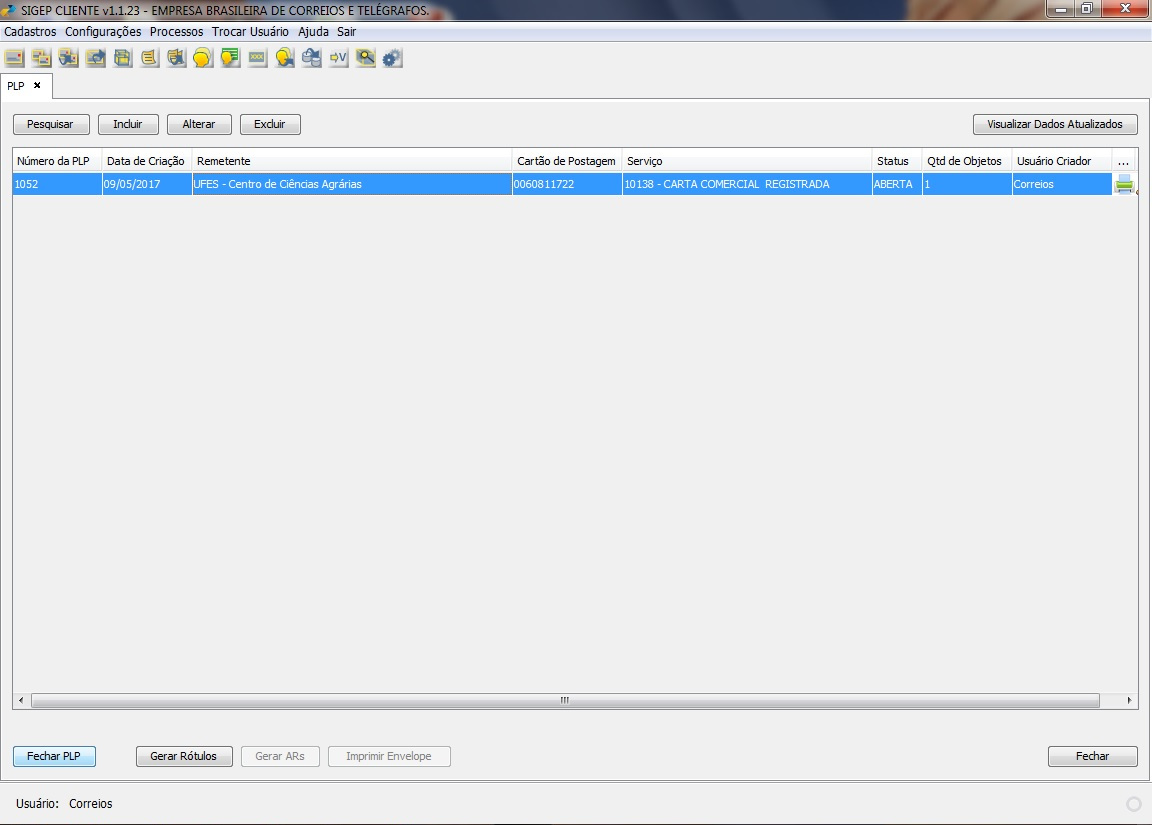 SIGEP CLIENTE v1.1.23 - EMPRESA BRASILEIRA DE CORREIOS E TELÉGRAFOS.
Cadastros Configurações Processos Trocar Usuário Ajuda Sair
PLP
Pesquisar Incluir Alterar Excluir Visualizar Dados Atualizados
Número da PLP Data de Criação Remetente Cartão de Postagem Serviço Status Qtd de Objetos Usuário Criador ...
1052 09/05/2017 UFES - Centro de Ciências Agrárias 0060811722 10138 - CARTA COMERCIAL REGISTRADA ABERTA 1 Correios
Fechar PLP Gerar Rótulos Gerar ARs Imprimir Envelope Fechar
Usuário: Correios